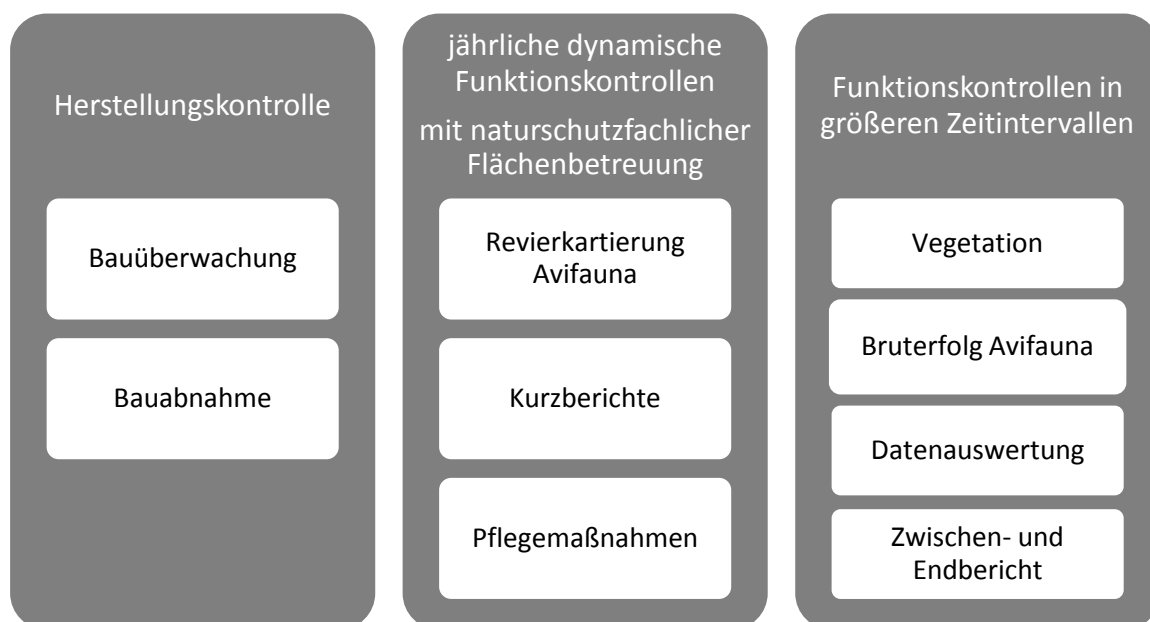 Herstellungskontrolle
Bauüberwachung
Bauabnahme
jährliche dynamische
Funktionskontrollen
mit naturschutzfachlicher
Flächenbetreuung
Revierkartierung
Avifauna
Kurzberichte
Pflegemaßnahmen
Funktionskontrollen in
größeren Zeitintervallen
Vegetation
Bruterfolg Avifauna
Datenauswertung
Zwischen- und
Endbericht